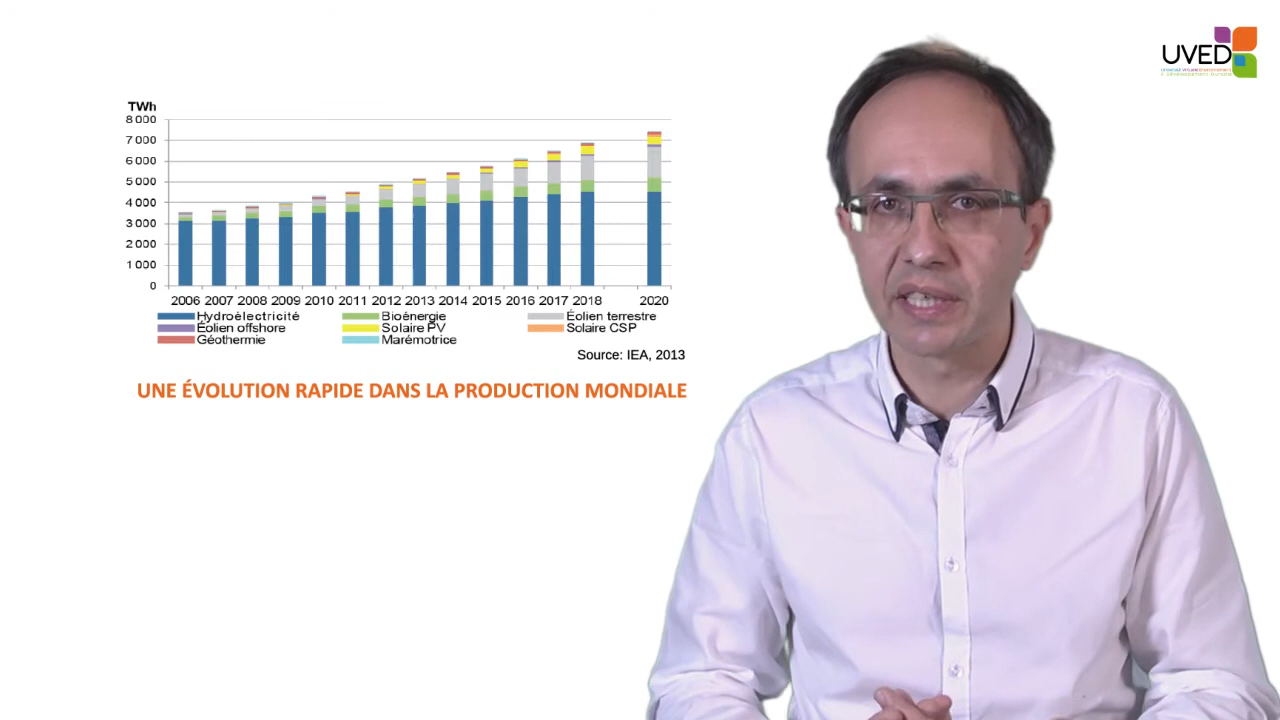 UVED
TWh
8 000
7 000
6 000
5 000
4 000
3 000
2 000
1 000
0
2006 2007 2008 2009 2010 2011 2012 2013 2014 2015 2016 2017 2018 2020
Hydroélectricité Bioénergie Éolien terrestre
Éolien offshore Solaire PV Solaire CSP
Géothermie Marémotrice
Source: IEA, 2013
UNE ÉVOLUTION RAPIDE DANS LA PRODUCTION MONDIALE